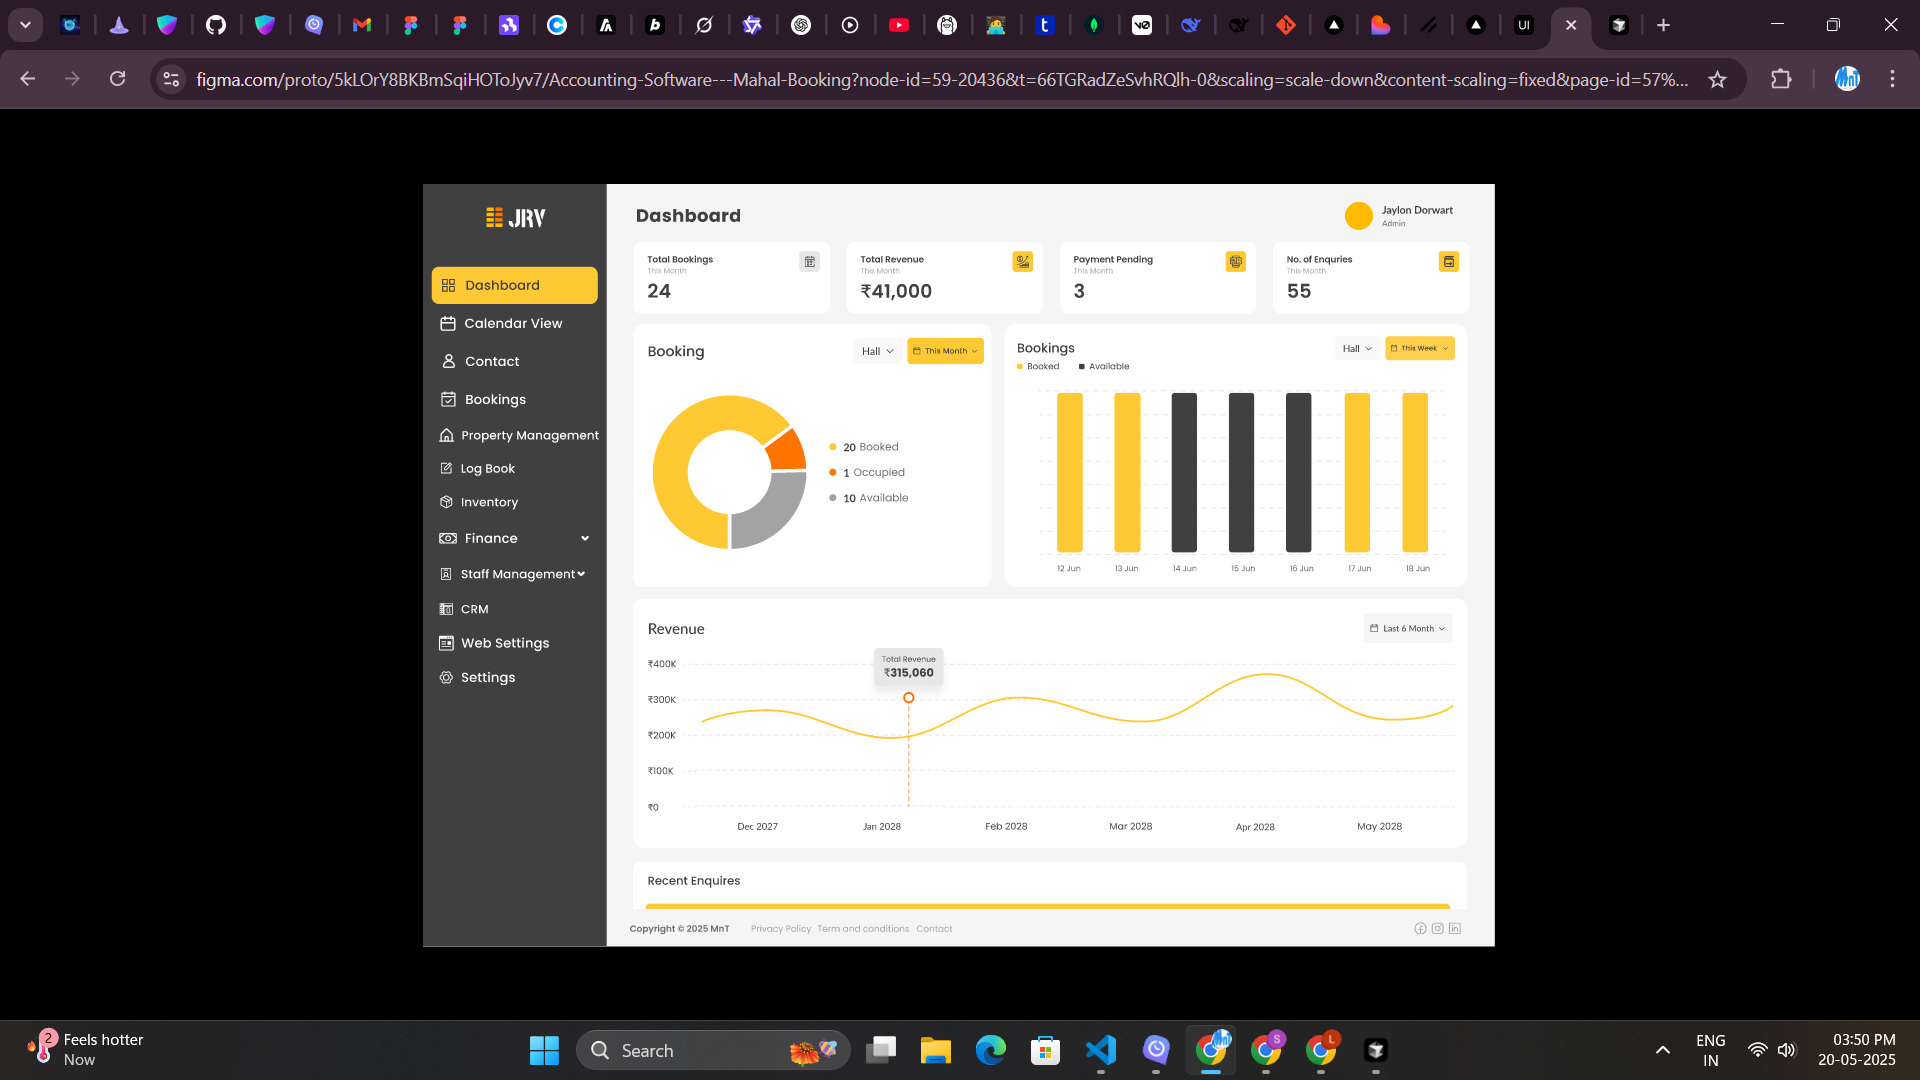 UI
figma.com/proto/5kLOrY8BKBmSqiHOToJyv7/Accounting-Software---Mahal-Booking?node-id=59-20436&t=66TGRadZeSvhRQlh-0&scaling=scale-down&content-scaling=fixed&page-id=57%...
JRV
Dashboard
Calendar View
Contact
Bookings
Property Management
Log Book
Inventory
Finance
Staff Management
CRM
Web Settings
Settings
Dashboard
Jaylon Dorwart
Admin
Total Bookings
This Month
24
Total Revenue
This Month
₹41,000
Payment Pending
This Month
3
No. of Enquries
This Month
55
Booking
Hall
This Month
20 Booked
1 Occupied
10 Available
Bookings
Hall
This Week
Booked
Available
12 Jun
13 Jun
14 Jun
15 Jun
16 Jun
17 Jun
18 Jun
Revenue
Last 6 Month
₹400K
₹300K
₹200K
₹100K
₹0
Total Revenue
₹315,060
Dec 2027
Jan 2028
Feb 2028
Mar 2028
Apr 2028
May 2028
Recent Enquires
Copyright © 2025 MnT
Privacy Policy
Term and conditions
Contact
2
Feels hotter
Now
Search
S
L
ENG
IN
03:50 PM
20-05-2025